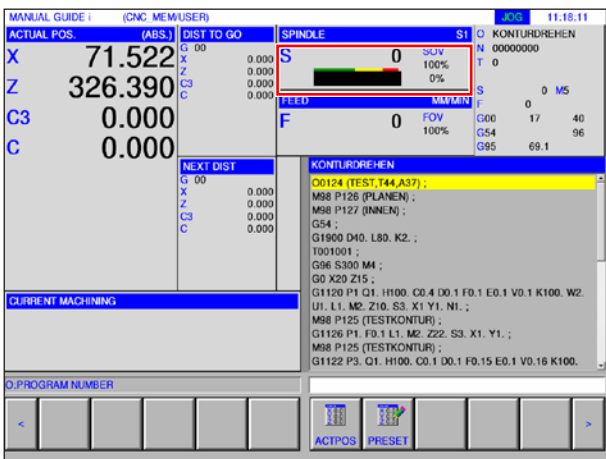 MANUAL GUIDE i (CNC_MEM/USER) JOG 11:18:11
ACTUAL POS. (ABS.) DIST TO GO SPINDLE S1 O KONTURDREHEN
X 71.522
Z 326.390
C3 0.000
C 0.000
G 00
X 0.000
Z 0.000
C3 0.000
C 0.000
S 0 SOV
100%
0%
FEED MM/MIN
F 0 FOV
100%
N 00000000
T 0
S 0 M5
F 0
G00 17 40
G54 96
G95 69.1
NEXT DIST
G 00
X 0.000
Z 0.000
C3 0.000
C 0.000
KONTURDREHEN
O0124 (TEST,T44,A37) ;
M98 P126 (PLANEN) ;
M98 P127 (INNEN) ;
G54 ;
G1900 D40. L80. K2. ;
T001001 ;
G96 S300 M4 ;
G0 X20 Z15 ;
G1120 P1 Q1. H100. C0.4 D0.1 F0.1 E0.1 V0.1 K100. W2.
U1. L1. M2. Z10. S3. X1 Y1. N1. ;
M98 P125 (TESTKONTUR) ;
G1126 P1. F0.1 L1. M2. Z22. S3. X1. Y1. ;
M98 P125 (TESTKONTUR) ;
G1122 P3. Q1. H100. C0.1 D0.1 F0.15 E0.1 V0.16 K100.
CURRENT MACHINING
O:PROGRAM NUMBER
< ACTPOS PRESET >